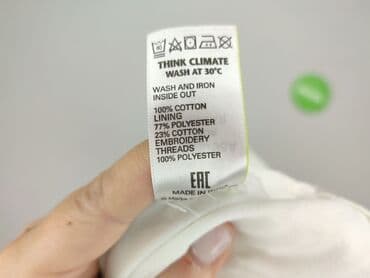 THINK CLIMATE
WASH AT 30°C
WASH AND IRON
INSIDE OUT
100% COTTON
LINING
77% POLYESTER
23% COTTON
EMBROIDERY
THREADS
100% POLYESTER
EAC
MADE IN